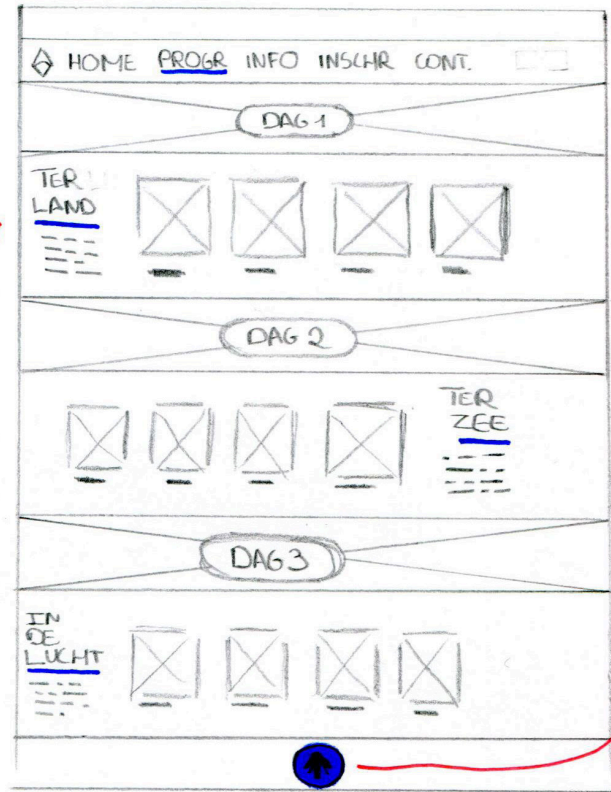 HOME PROGR INFO INSCHR CONT.
DAG 1
TER
LAND
DAG 2
TER
ZEE
DAG 3
IN
DE
LUCHT